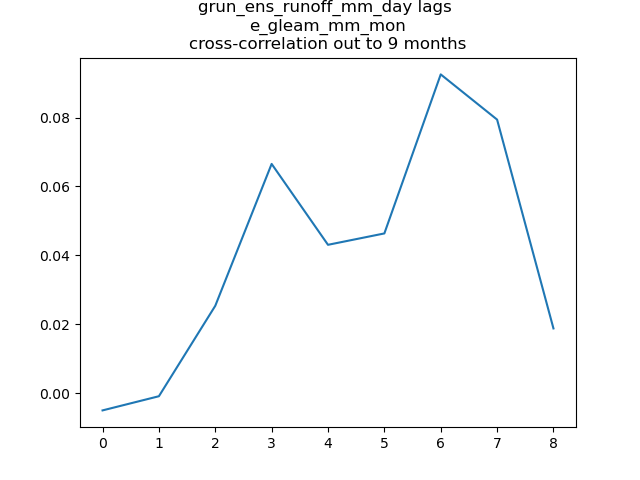 grun_ens_runoff_mm_day lags
e_gleam_mm_mon
cross-correlation out to 9 months
0.08
0.06
0.04
0.02
0.00
0 1 2 3 4 5 6 7 8